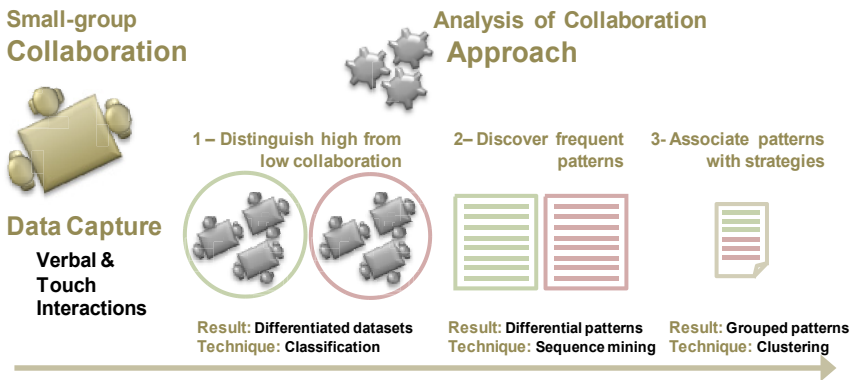 Small-group
Collaboration
Analysis of Collaboration
Approach
1 – Distinguish high from
low collaboration
2– Discover frequent
patterns
3- Associate patterns
with strategies
Data Capture
Verbal &
Touch
Interactions
Result: Differentiated datasets
Technique: Classification
Result: Differential patterns
Technique: Sequence mining
Result: Grouped patterns
Technique: Clustering